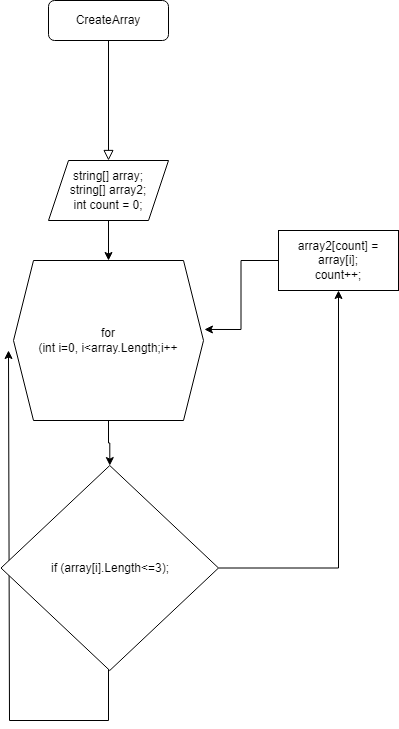 CreateArray
string[] array;
string[] array2;
int count = 0;
array2[count] =
array[i];
count++;
for
(int i=0, i<array.Length;i++
if (array[i].Length<=3);